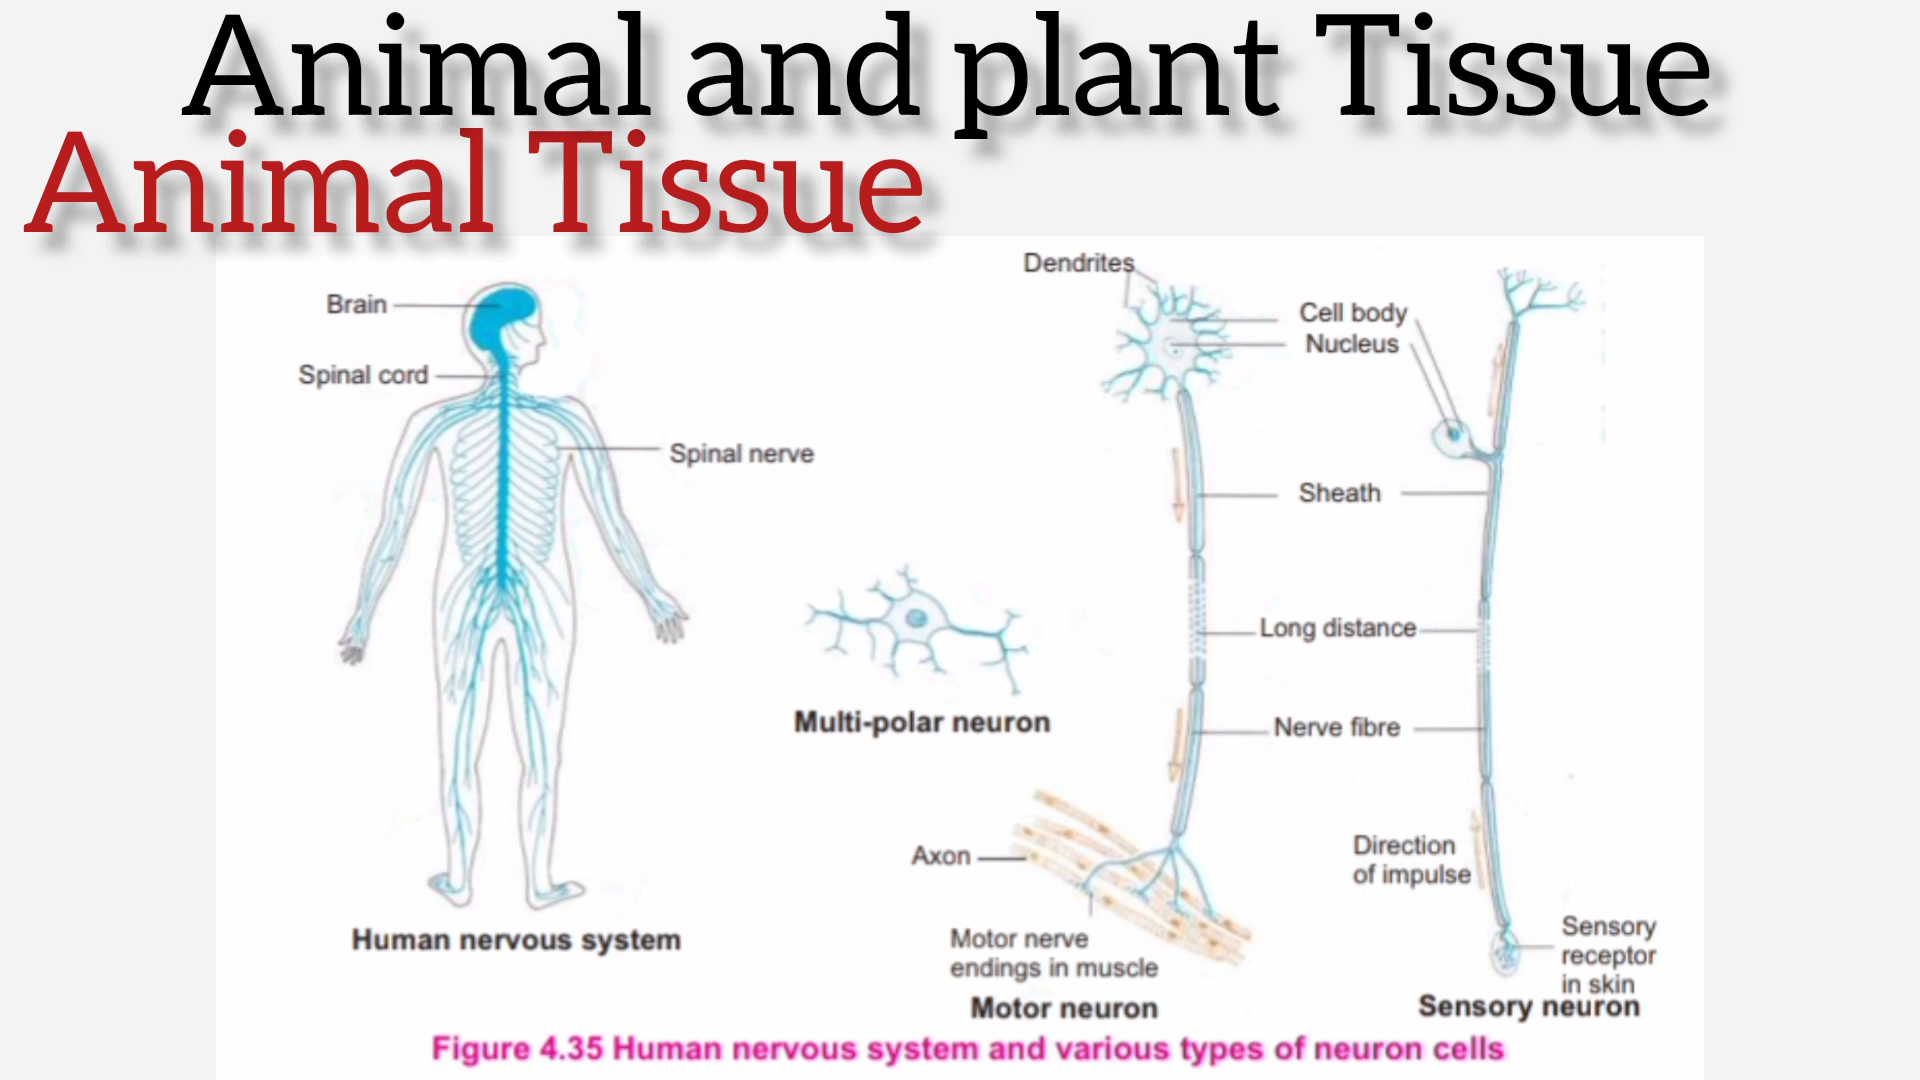 Animal and plant Tissue
Animal Tissue
Brain
Spinal cord
Spinal nerve
Human nervous system
Multi-polar neuron
Dendrites
Cell body
Nucleus
Sheath
Long distance
Nerve fibre
Axon
Motor nerve
endings in muscle
Motor neuron
Direction
of impulse
Sensory
receptor
in skin
Sensory neuron
Figure 4.35 Human nervous system and various types of neuron cells